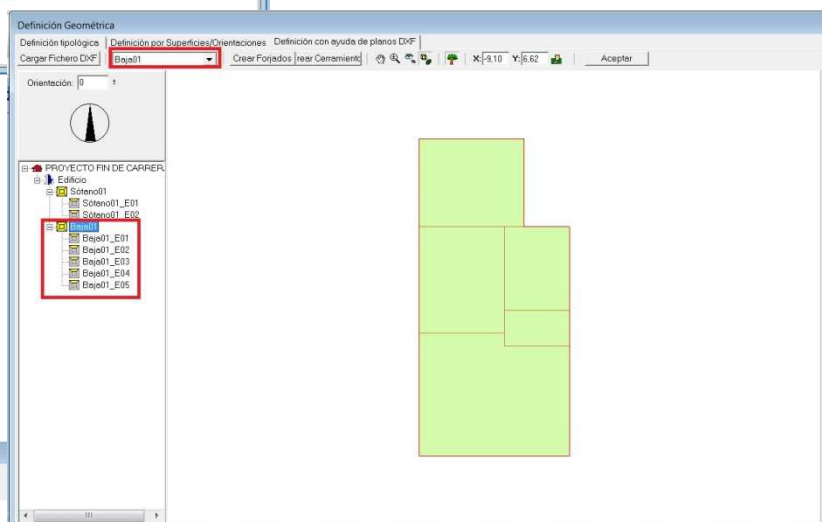 Definición Geométrica
Definición tipológica Definición por Superficies/Orientaciones Definición con ayuda de planos DXF
Cargar Fichero DXF Baja01 Crear Forjados rear Cerramiento X: -9,10 Y: 6,62 Aceptar
Orientación: 0 º
PROYECTO FIN DE CARRER
Edificio
Sótano01
Sótano01_E01
Sótano01_E02
Baja01
Baja01_E01
Baja01_E02
Baja01_E03
Baja01_E04
Baja01_E05